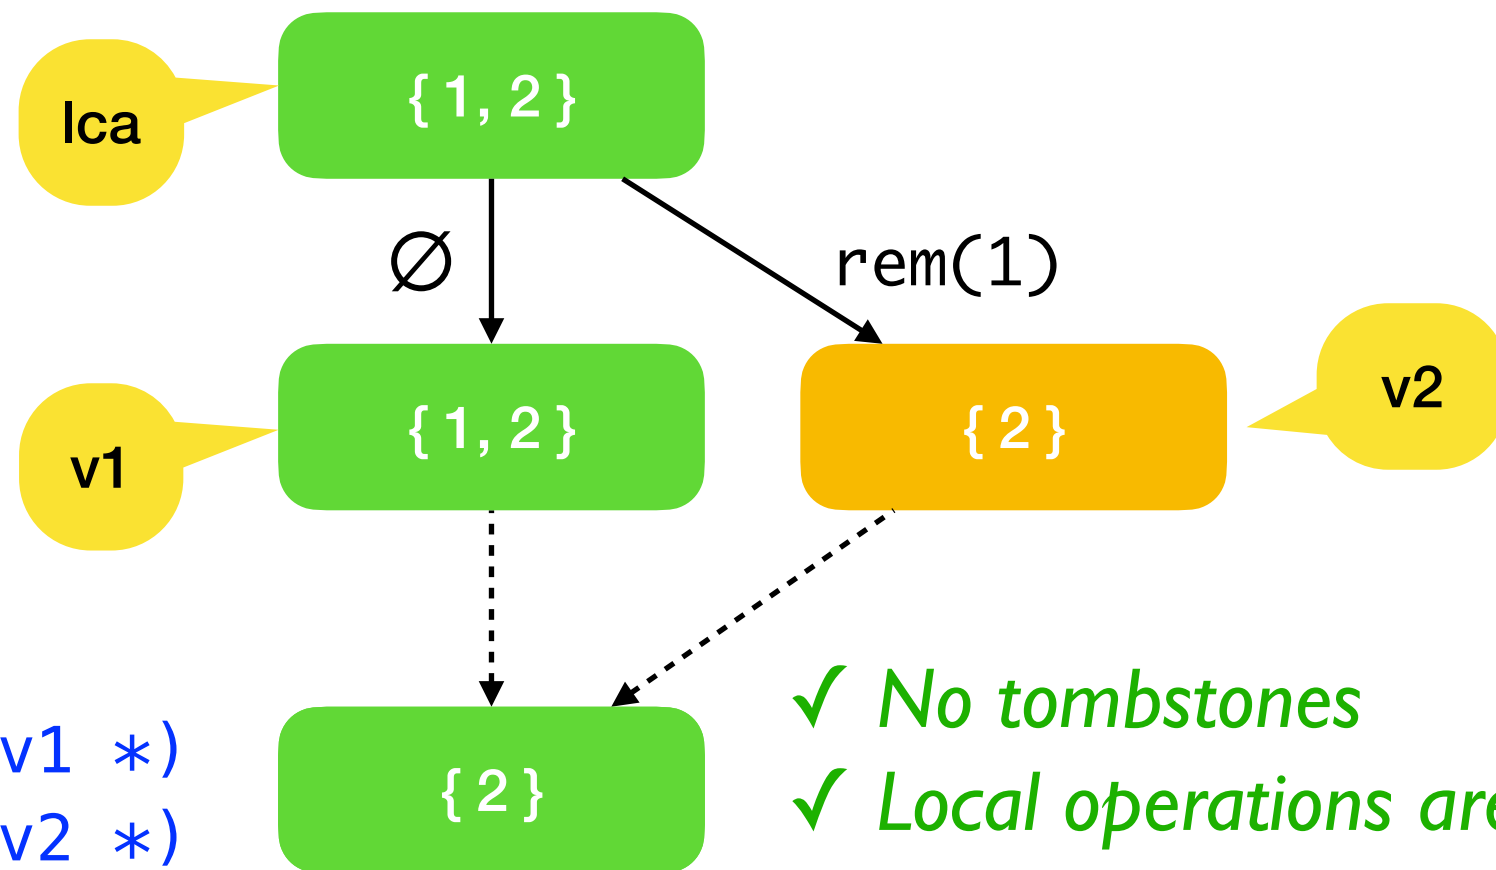 { 1, 2 }
lca
∅
rem(1)
{ 1, 2 }
{ 2 }
v2
v1
✓ No tombstones
v1 *)
{ 2 }
✓ Local operations are
v2 *)